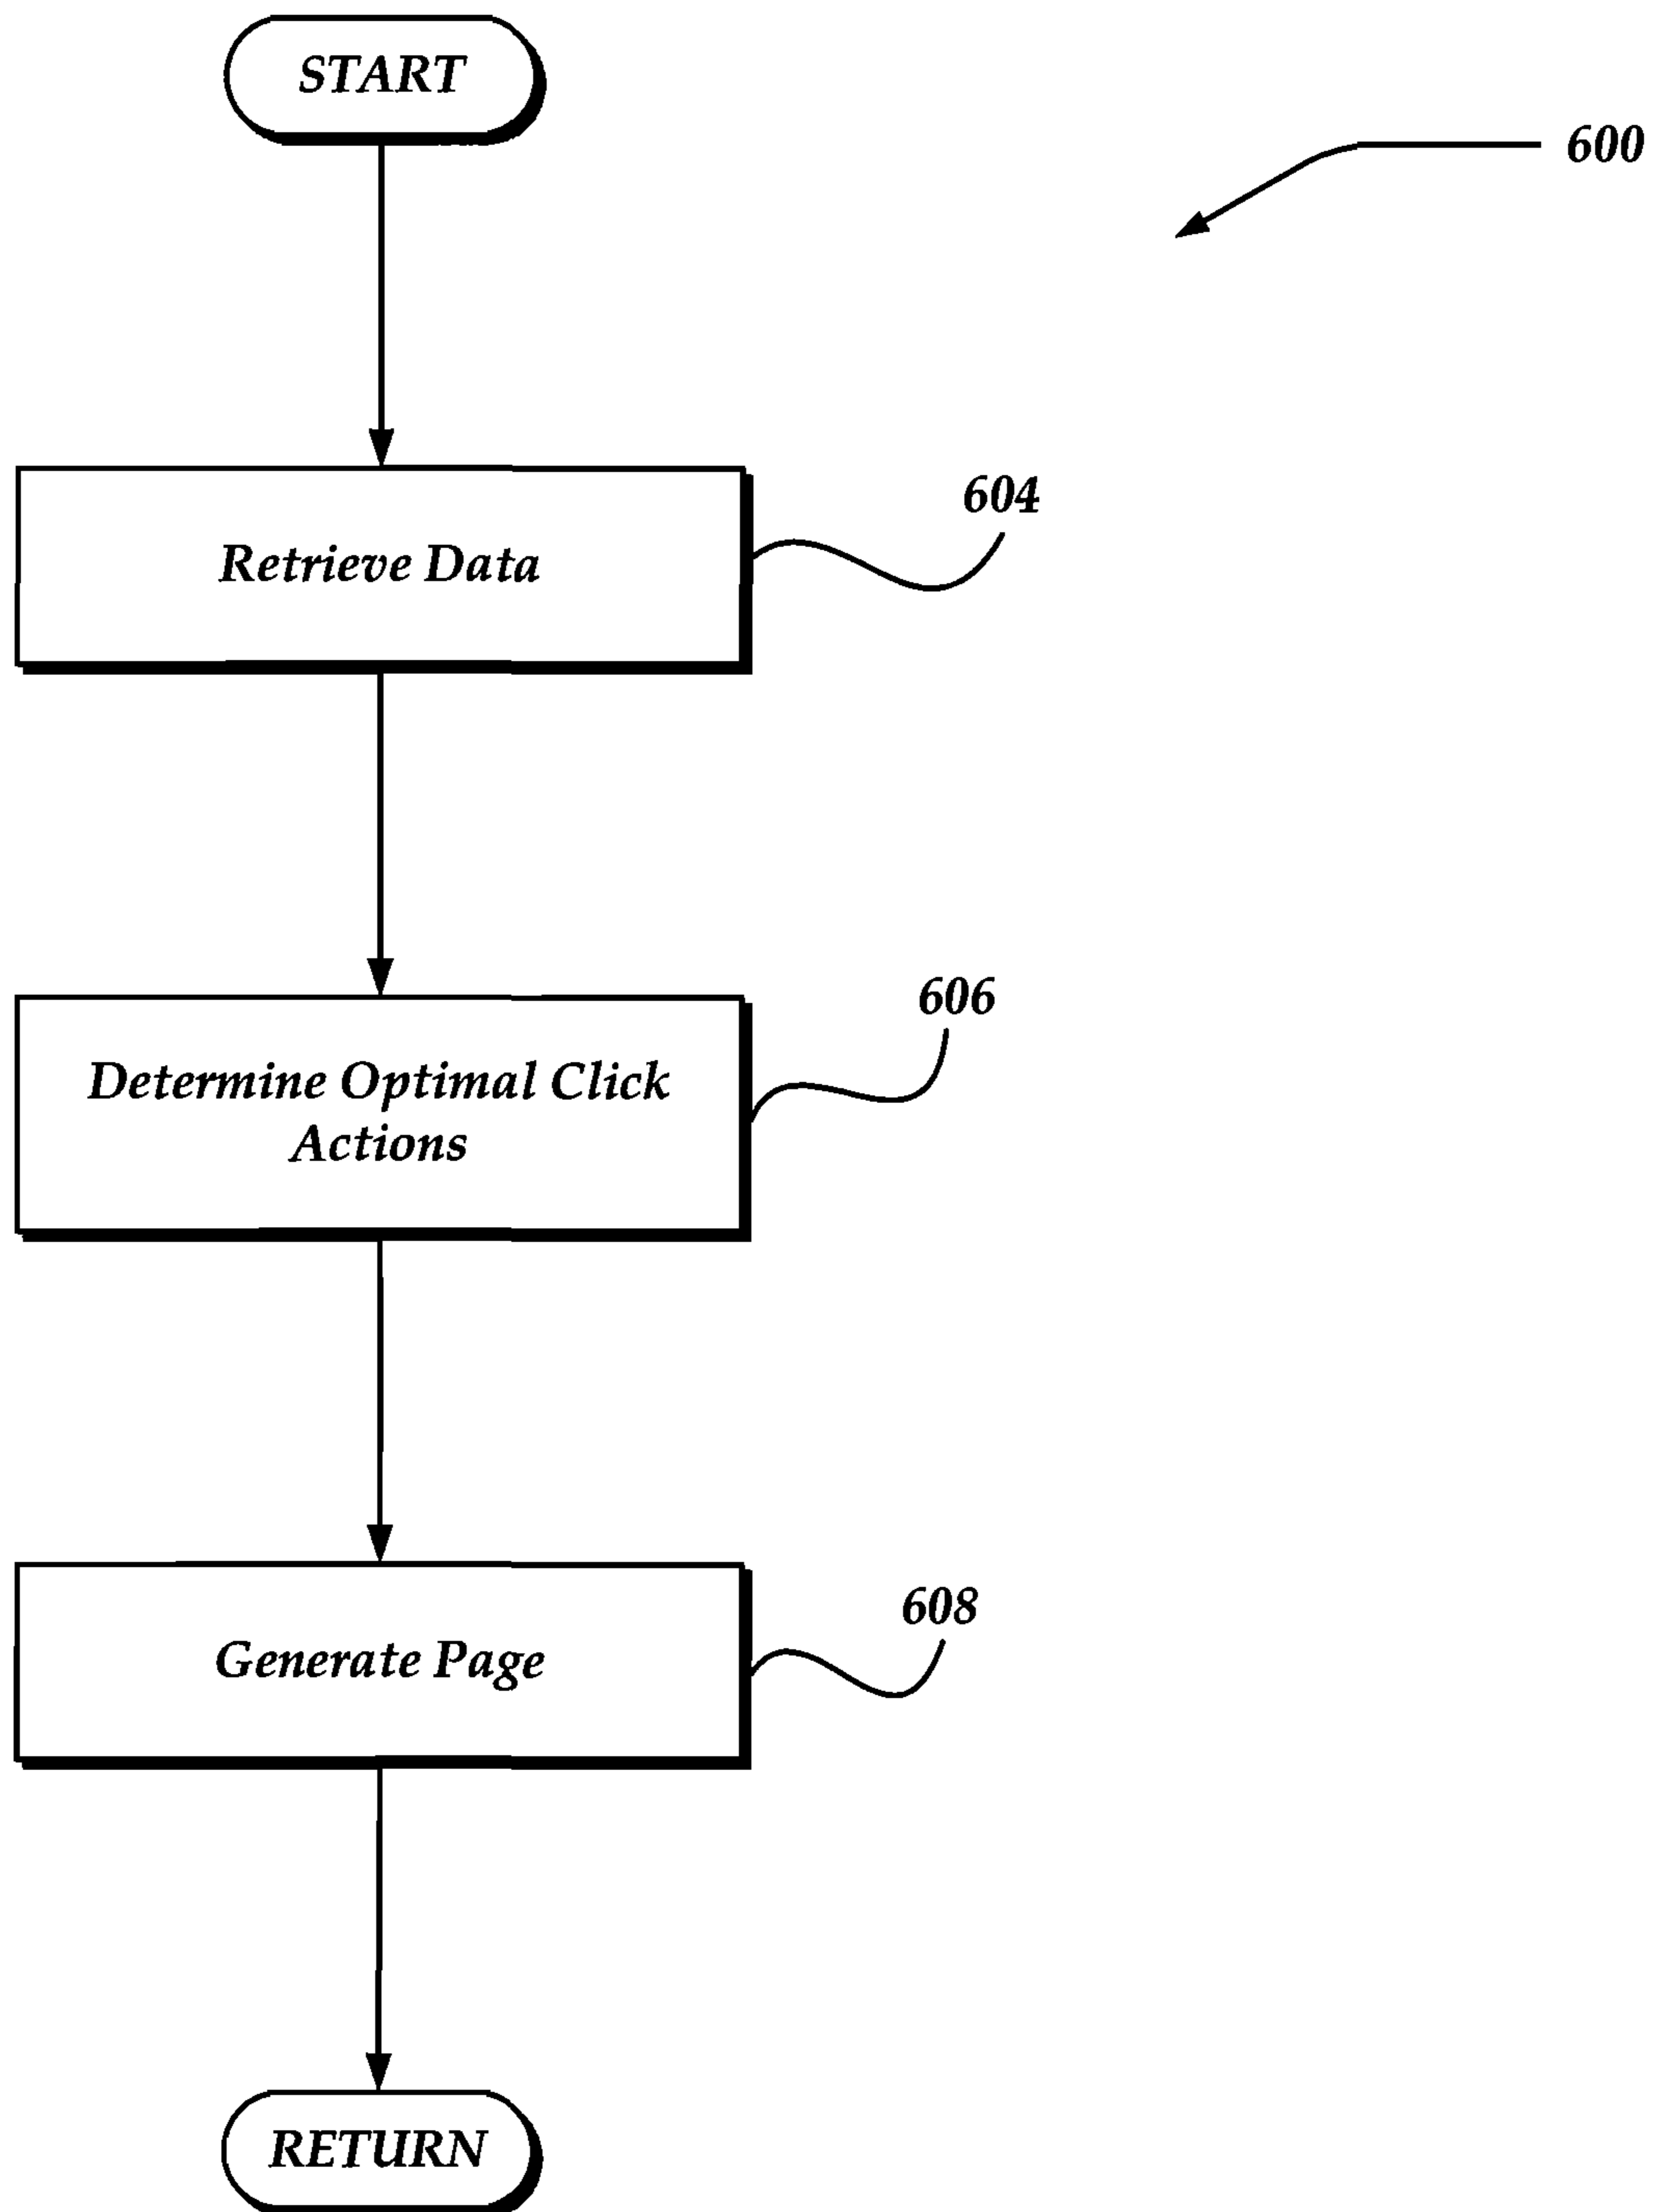 START
600
604
Retrieve Data
606
Determine Optimal Click
Actions
608
Generate Page
RETURN